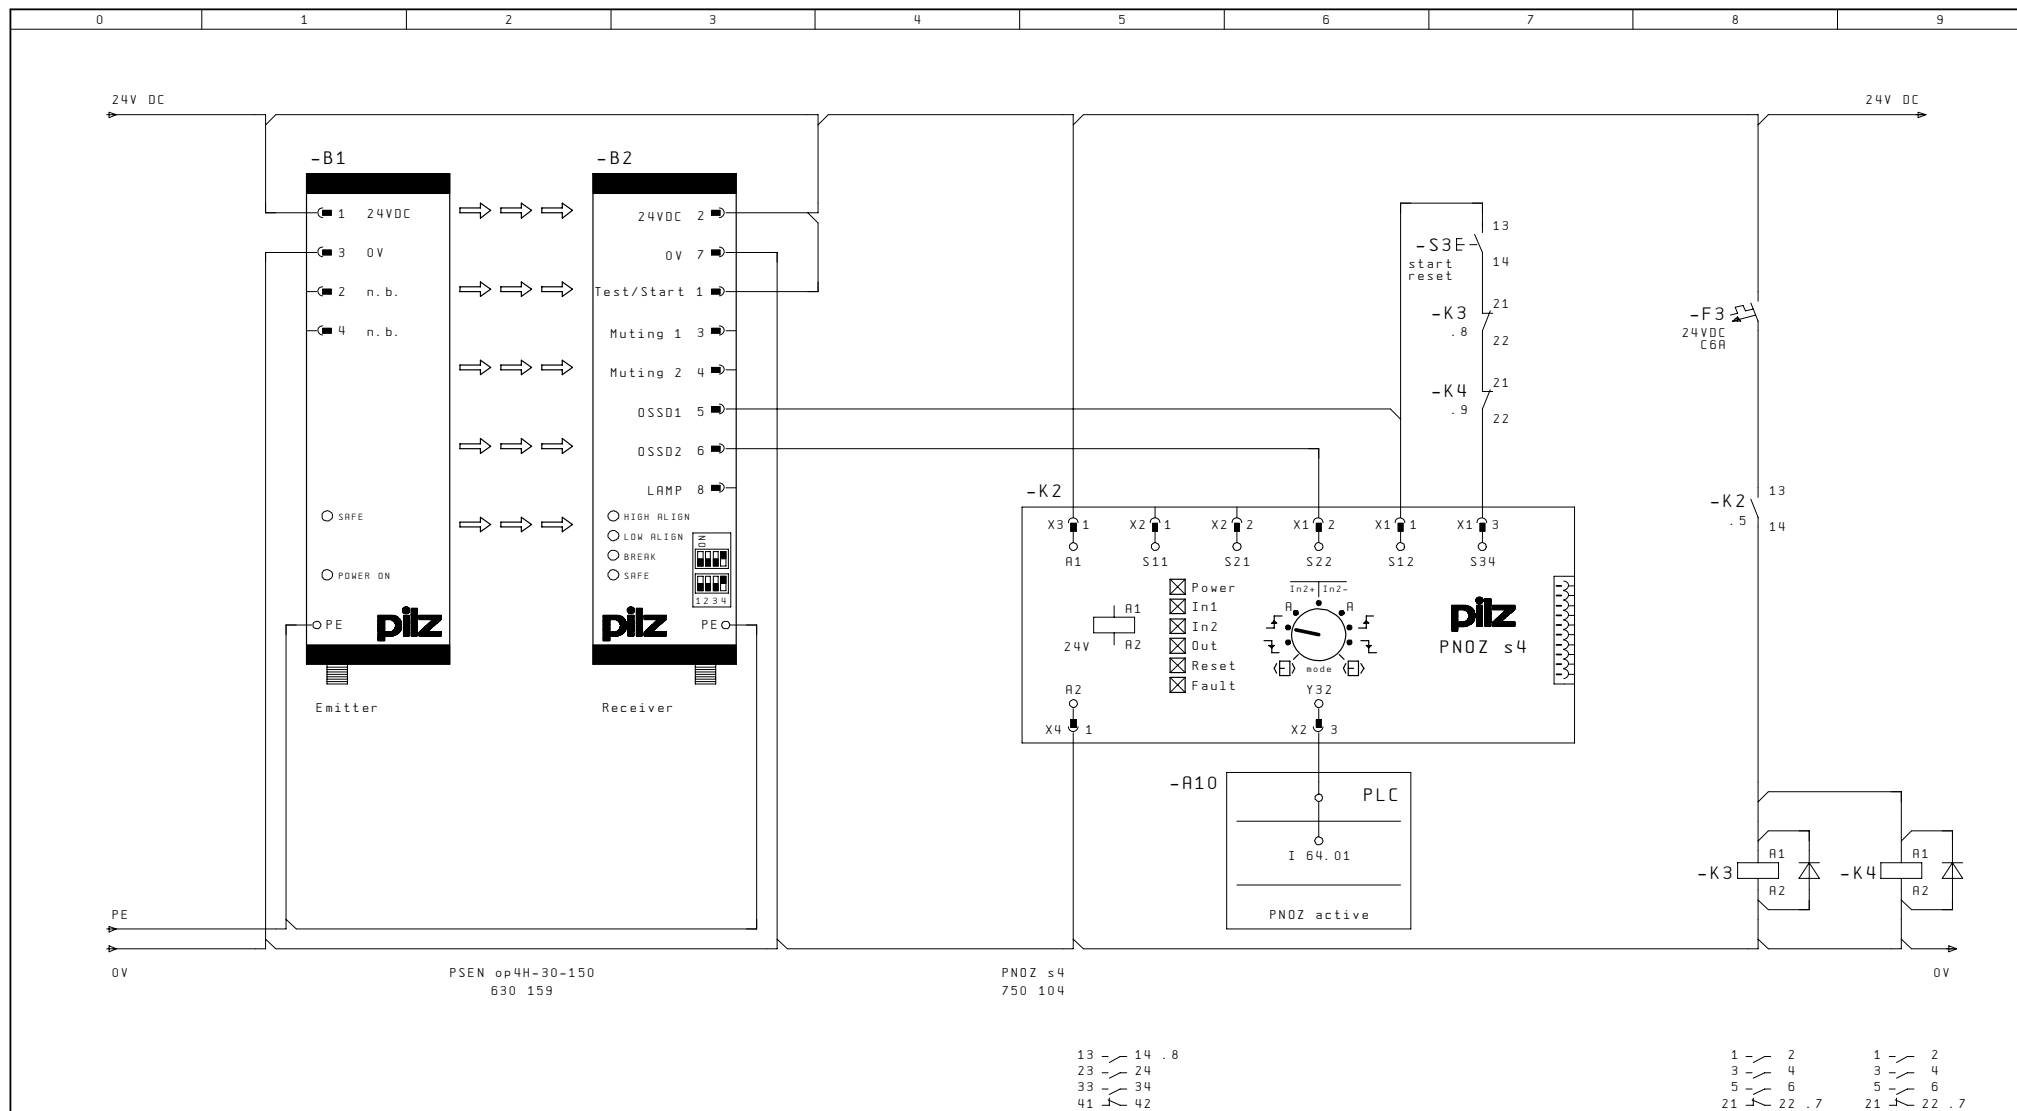 0 1 2 3 4 5 6 7 8 9
24V DC 24V DC
-B1 -B2
1 24VDC
3 0V
2 n.b.
4 n.b.
SAFE
POWER ON
PE pilz
Emitter
24VDC 2
0V 7
Test/Start 1
Muting 1 3
Muting 2 4
OSSD1 5
OSSD2 6
LAMP 8
HIGH ALIGN
LOW ALIGN
BREAK
SAFE
ON
1234
pilz PE
Receiver
-S3E
start
reset
13
14
-K3
.8
21
22
-K4
.9
21
22
-F3
24VDC
C6A
-K2
.5
13
14
-K2
X3 1 X2 1 X2 2 X1 2 X1 1 X1 3
A1 S11 S21 S22 S12 S34
Power
In1
In2
Out
Reset
Fault
A1
24V A2
In2+ In2-
A A
mode
pilz
PNOZ s4
A2 Y32
X4 1 X2 3
-A10 PLC
I 64.01
PNOZ active
-K3 A1
A2
-K4 A1
A2
PE
0V 0V
PSEN op4H-30-150
630 159
PNOZ s4
750 104
13 14 .8
23 24
33 34
41 42
1 2
3 4
5 6
21 22 .7
1 2
3 4
5 6
21 22 .7